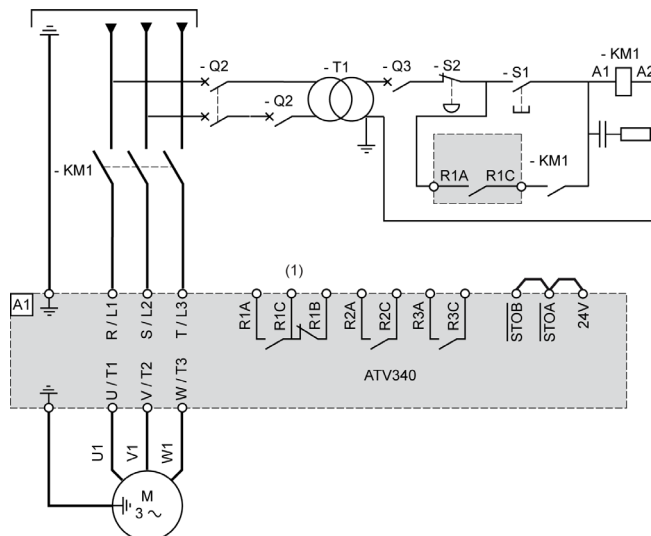 - Q2
- T1
- Q3
- S2
- S1
- KM1
A1
A2
- Q2
- KM1
R1A
R1C
- KM1
(1)
A1
R / L1
S / L2
T / L3
R1A
R1C
R1B
R2A
R2C
R3A
R3C
STOB
STOA
24V
U / T1
V / T2
W / T3
ATV340
U1
V1
W1
M
3 ~